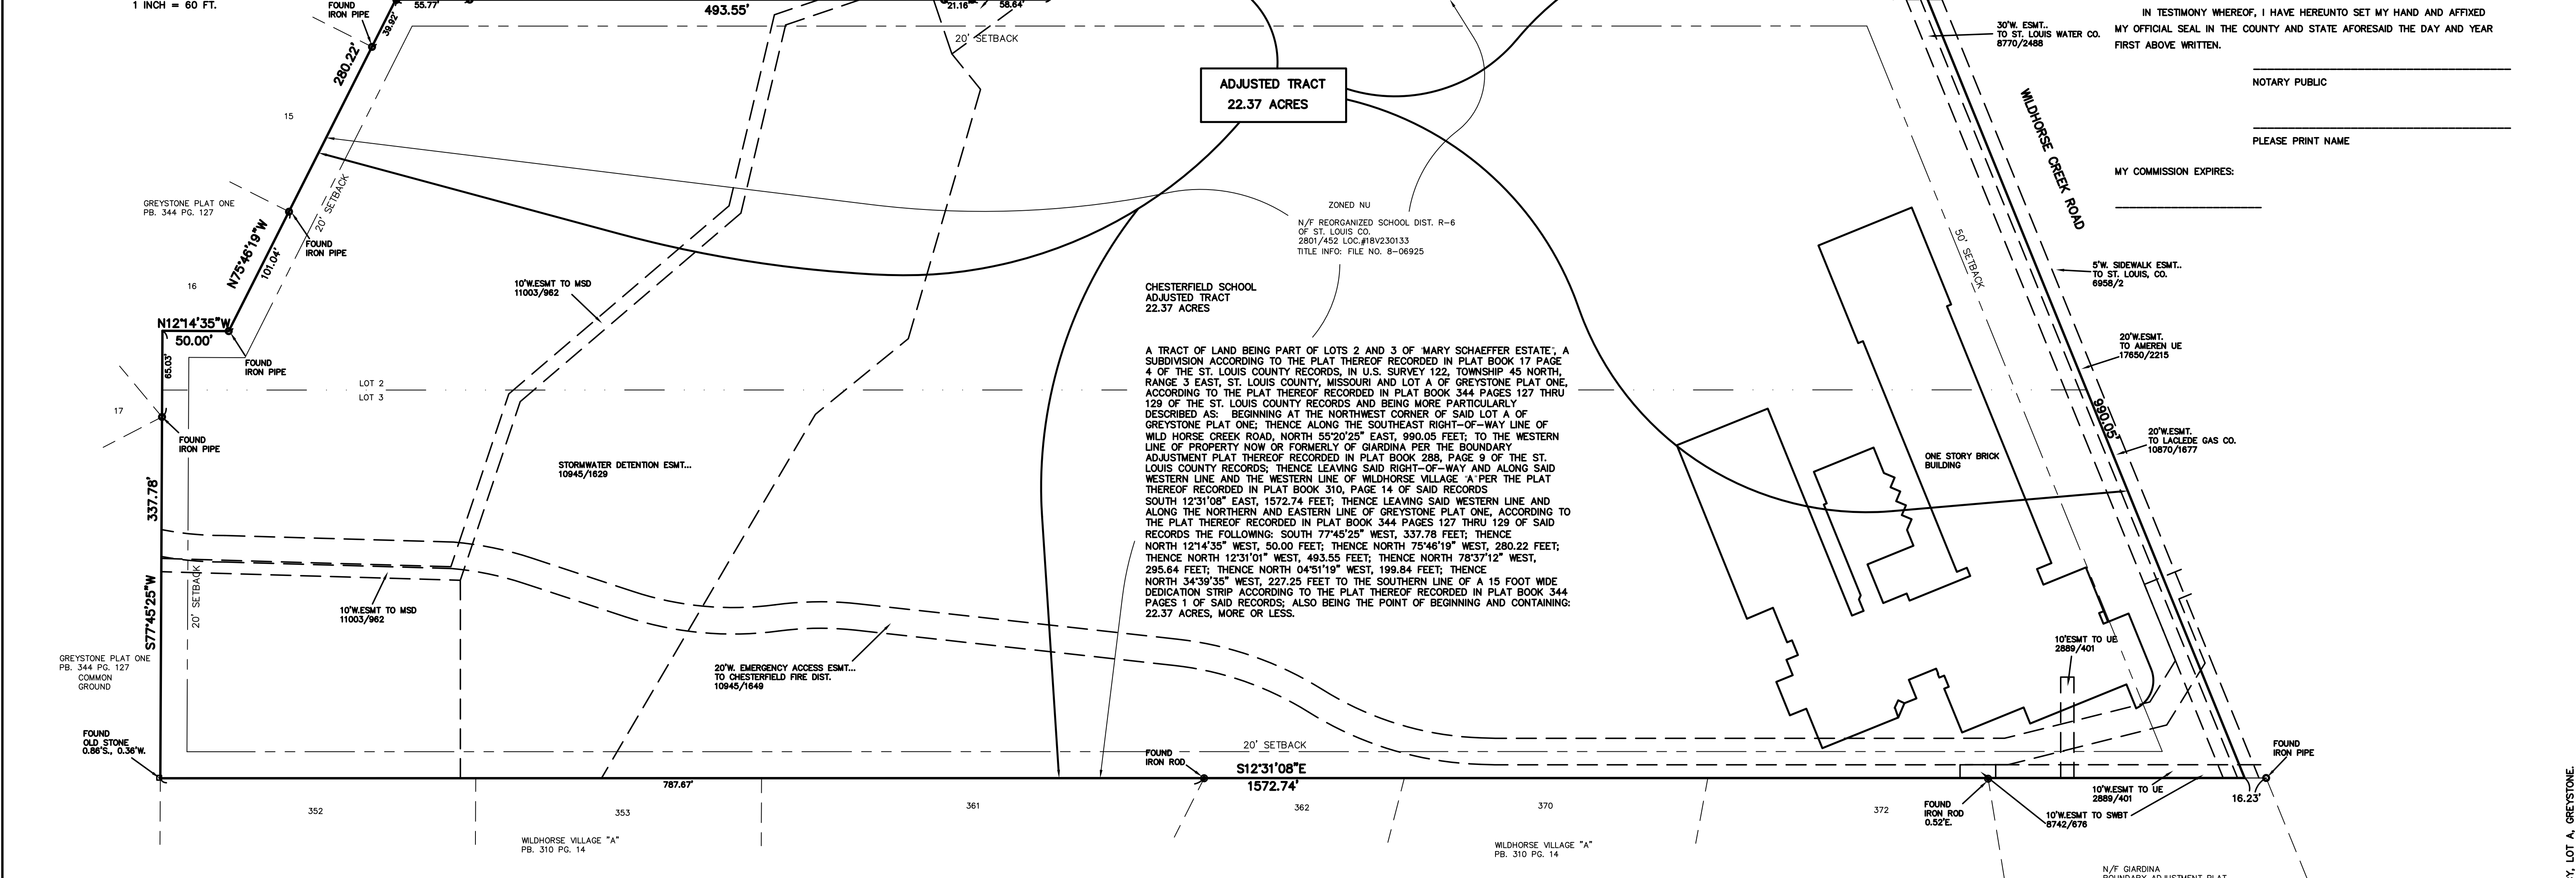 1 INCH = 60 FT.
FOUND
IRON PIPE
39.92'
55.77'
493.55'
21.16'
58.64'
20' SETBACK
280.22'
15
GREYSTONE PLAT ONE
PB. 344 PG. 127
20' SETBACK
FOUND
IRON PIPE
N75°46'19"W
101.04'
16
N12°14'35"W
50.00'
FOUND
IRON PIPE
65.03'
LOT 2
LOT 3
17
FOUND
IRON PIPE
337.78'
S77°45'25"W
20' SETBACK
GREYSTONE PLAT ONE
PB. 344 PG. 127
COMMON
GROUND
FOUND
OLD STONE
0.86'S., 0.36'W.
10'W.ESMT TO MSD
11003/962
STORMWATER DETENTION ESMT...
10945/1629
10'W.ESMT TO MSD
11003/962
20'W. EMERGENCY ACCESS ESMT...
TO CHESTERFIELD FIRE DIST.
10945/1649
ADJUSTED TRACT
22.37 ACRES
ZONED NU
N/F REORGANIZED SCHOOL DIST. R-6
OF ST. LOUIS CO.
2801/452 LOC.#18V230133
TITLE INFO: FILE NO. 8-06925
CHESTERFIELD SCHOOL
ADJUSTED TRACT
22.37 ACRES
A TRACT OF LAND BEING PART OF LOTS 2 AND 3 OF 'MARY SCHAEFFER ESTATE', A
SUBDIVISION ACCORDING TO THE PLAT THEREOF RECORDED IN PLAT BOOK 17 PAGE
4 OF THE ST. LOUIS COUNTY RECORDS, IN U.S. SURVEY 122, TOWNSHIP 45 NORTH,
RANGE 3 EAST, ST. LOUIS COUNTY, MISSOURI AND LOT A OF GREYSTONE PLAT ONE,
ACCORDING TO THE PLAT THEREOF RECORDED IN PLAT BOOK 344 PAGES 127 THRU
129 OF THE ST. LOUIS COUNTY RECORDS AND BEING MORE PARTICULARLY
DESCRIBED AS: BEGINNING AT THE NORTHWEST CORNER OF SAID LOT A OF
GREYSTONE PLAT ONE; THENCE ALONG THE SOUTHEAST RIGHT-OF-WAY LINE OF
WILD HORSE CREEK ROAD, NORTH 55°20'25" EAST, 990.05 FEET; TO THE WESTERN
LINE OF PROPERTY NOW OR FORMERLY OF GIARDINA PER THE BOUNDARY
ADJUSTMENT PLAT THEREOF RECORDED IN PLAT BOOK 288, PAGE 9 OF THE ST.
LOUIS COUNTY RECORDS; THENCE LEAVING SAID RIGHT-OF-WAY AND ALONG SAID
WESTERN LINE AND THE WESTERN LINE OF WILDHORSE VILLAGE 'A' PER THE PLAT
THEREOF RECORDED IN PLAT BOOK 310, PAGE 14 OF SAID RECORDS
SOUTH 12°31'08" EAST, 1572.74 FEET; THENCE LEAVING SAID WESTERN LINE AND
ALONG THE NORTHERN AND EASTERN LINE OF GREYSTONE PLAT ONE, ACCORDING TO
THE PLAT THEREOF RECORDED IN PLAT BOOK 344 PAGES 127 THRU 129 OF SAID
RECORDS THE FOLLOWING: SOUTH 77°45'25" WEST, 337.78 FEET; THENCE
NORTH 12°14'35" WEST, 50.00 FEET; THENCE NORTH 75°46'19" WEST, 280.22 FEET;
THENCE NORTH 12°31'01" WEST, 493.55 FEET; THENCE NORTH 78°37'12" WEST,
295.64 FEET; THENCE NORTH 04°51'19" WEST, 199.84 FEET; THENCE
NORTH 34°39'35" WEST, 227.25 FEET TO THE SOUTHERN LINE OF A 15 FOOT WIDE
DEDICATION STRIP ACCORDING TO THE PLAT THEREOF RECORDED IN PLAT BOOK 344
PAGES 1 OF SAID RECORDS; ALSO BEING THE POINT OF BEGINNING AND CONTAINING:
22.37 ACRES, MORE OR LESS.
30'W. ESMT..
TO ST. LOUIS WATER CO.
8770/2488
IN TESTIMONY WHEREOF, I HAVE HEREUNTO SET MY HAND AND AFFIXED
MY OFFICIAL SEAL IN THE COUNTY AND STATE AFORESAID THE DAY AND YEAR
FIRST ABOVE WRITTEN.
NOTARY PUBLIC
PLEASE PRINT NAME
MY COMMISSION EXPIRES:
WILDHORSE CREEK ROAD
50' SETBACK
5'W. SIDEWALK ESMT..
TO ST. LOUIS, CO.
6958/2
20'W.ESMT.
TO AMEREN UE
17650/2215
990.05'
20'W.ESMT.
TO LACLEDE GAS CO.
10870/1677
ONE STORY BRICK
BUILDING
10'ESMT TO UE
2889/401
FOUND
IRON PIPE
16.23'
10'W.ESMT TO UE
2889/401
10'W.ESMT TO SWBT
8742/676
FOUND
IRON ROD
0.52'E.
20' SETBACK
FOUND
IRON ROD
S12°31'08"E
1572.74'
787.67'
352
353
361
362
370
372
WILDHORSE VILLAGE "A"
PB. 310 PG. 14
WILDHORSE VILLAGE "A"
PB. 310 PG. 14
N/F GIARDINA
BOUNDARY ADJUSTMENT PLAT
LOT A, GREYSTONE.